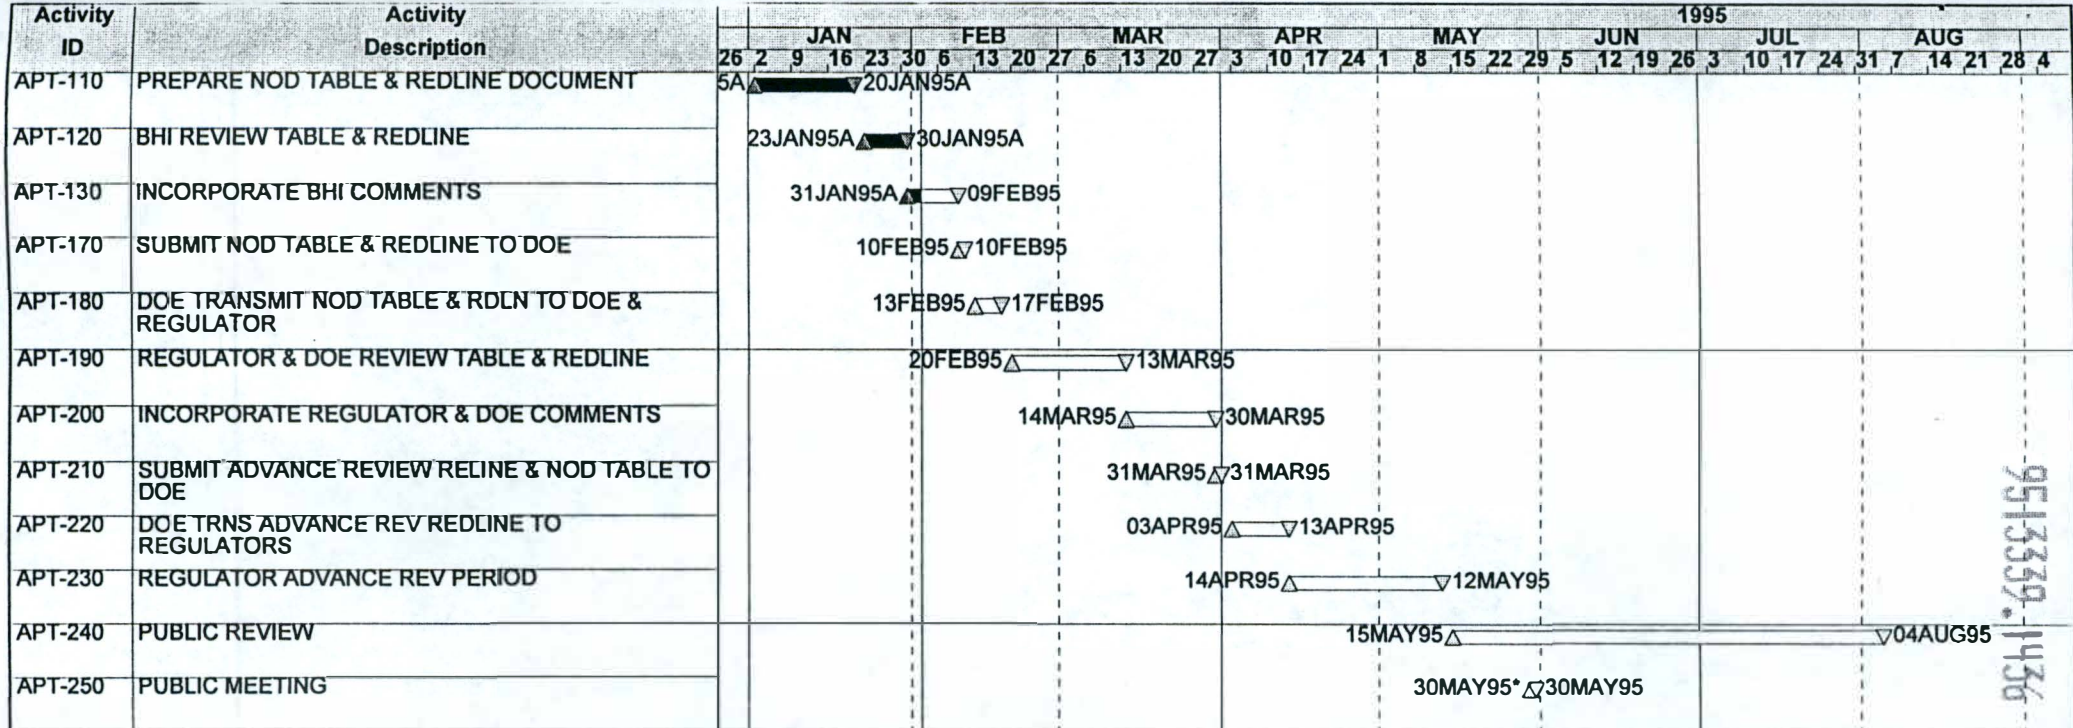 Activity ID Activity Description 1995
JAN FEB MAR APR MAY JUN JUL AUG
26 2 9 16 23 30 6 13 20 27 6 13 20 27 3 10 17 24 1 8 15 22 29 5 12 19 26 3 10 17 24 31 7 14 21 28 4
APT-110 PREPARE NOD TABLE & REDLINE DOCUMENT 5A 20JAN95A
APT-120 BHI REVIEW TABLE & REDLINE 23JAN95A 30JAN95A
APT-130 INCORPORATE BHI COMMENTS 31JAN95A 09FEB95
APT-170 SUBMIT NOD TABLE & REDLINE TO DOE 10FEB95 10FEB95
APT-180 DOE TRANSMIT NOD TABLE & RDLN TO DOE & 13FEB95 17FEB95
REGULATOR
APT-190 REGULATOR & DOE REVIEW TABLE & REDLINE 20FEB95 13MAR95
APT-200 INCORPORATE REGULATOR & DOE COMMENTS 14MAR95 30MAR95
APT-210 SUBMIT ADVANCE REVIEW RELINE & NOD TABLE TO 31MAR95 31MAR95
DOE
APT-220 DOE TRNS ADVANCE REV REDLINE TO 03APR95 13APR95
REGULATORS
APT-230 REGULATOR ADVANCE REV PERIOD 14APR95 12MAY95
APT-240 PUBLIC REVIEW 15MAY95 04AUG95
APT-250 PUBLIC MEETING 30MAY95* 30MAY95